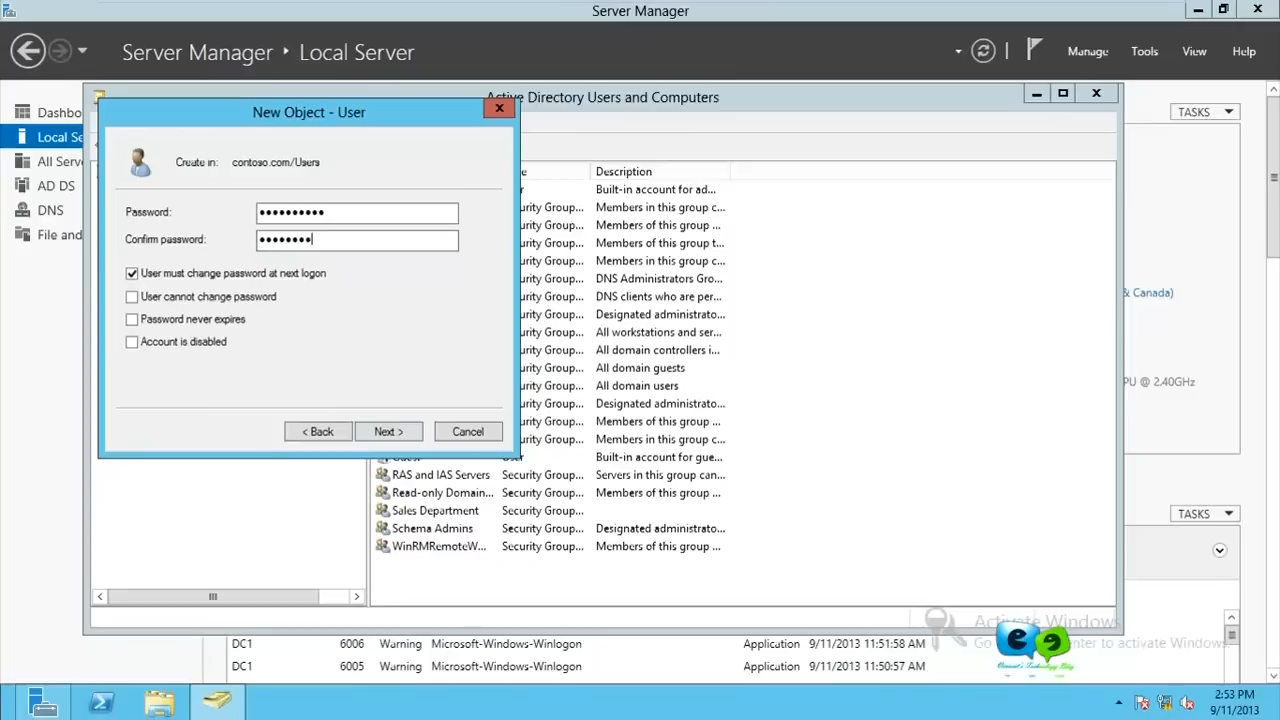 Server Manager
Server Manager • Local Server
Manage Tools View Help
Active Directory Users and Computers
New Object - User
TASKS
Dashbo
Local Se
All Serve
AD DS
DNS
File and
Create in: contoso.com/Users
Password: ••••••••••
Confirm password: ••••••••
User must change password at next logon
User cannot change password
Password never expires
Account is disabled
< Back Next > Cancel
Description
Built-in account for ad...
urity Group... Members in this group c...
urity Group... Members of this group ...
urity Group... Members of this group t...
urity Group... Members in this group c...
urity Group... DNS Administrators Gro...
urity Group... DNS clients who are per...
urity Group... Designated administrato...
urity Group... All workstations and ser...
urity Group... All domain controllers i...
urity Group... All domain guests
urity Group... All domain users
urity Group... Designated administrato...
urity Group... Members of this group ...
urity Group... Members in this group c...
Built-in account for gue...
RAS and IAS Servers Security Group... Servers in this group can...
Read-only Domain... Security Group... Members of this group ...
Sales Department Security Group...
Schema Admins Security Group... Designated administrato...
WinRMRemoteW... Security Group... Members of this group ...
& Canada)
PU @ 2.40GHz
TASKS
Activate Windows
Go enter to activate Windows.
DC1 6006 Warning Microsoft-Windows-Winlogon Application 9/11/2013 11:51:58 AM
DC1 6005 Warning Microsoft-Windows-Winlogon Application 9/11/2013 11:50:57 AM
2:53 PM
9/11/2013